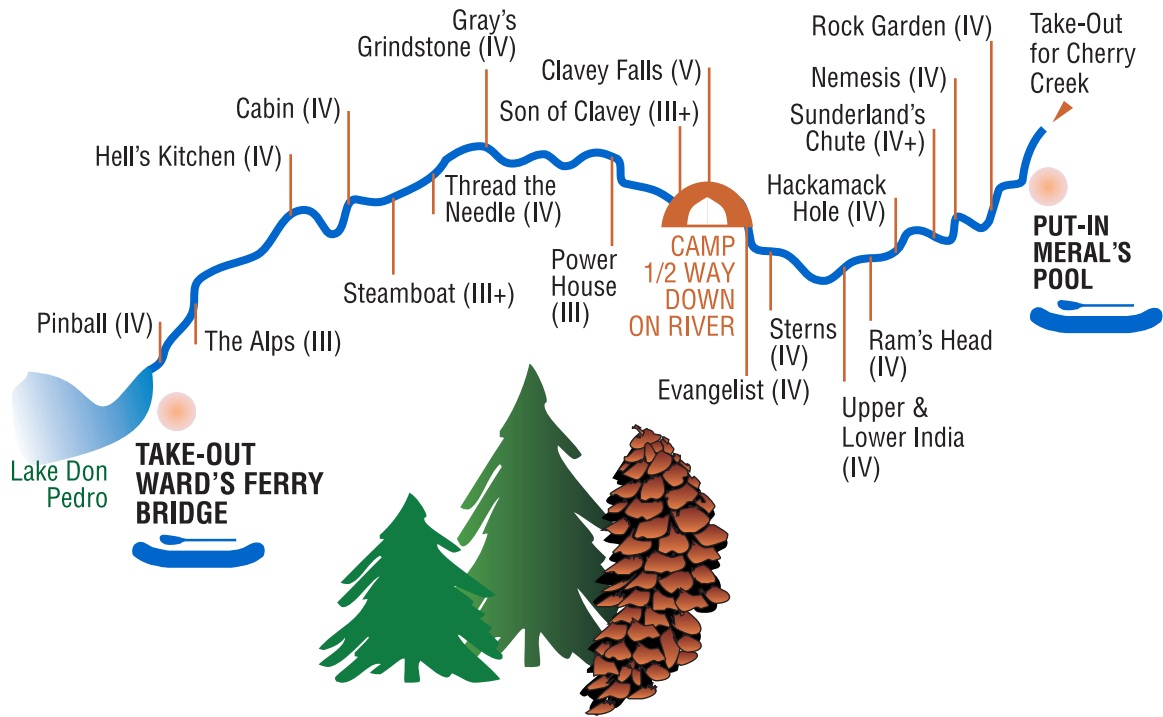 Gray's
Grindstone (IV)
Rock Garden (IV)
Take-Out
for Cherry
Creek
Clavey Falls (V)
Nemesis (IV)
Cabin (IV)
Son of Clavey (III+)
Sunderland's
Chute (IV+)
Hell's Kitchen (IV)
Thread the
Needle (IV)
Hackamack
Hole (IV)
PUT-IN
MERAL'S
POOL
CAMP
1/2 WAY
DOWN
ON RIVER
Power
House
(III)
Steamboat (III+)
Pinball (IV)
The Alps (III)
Sterns
(IV)
Ram's Head
(IV)
Evangelist (IV)
Upper &
Lower India
(IV)
Lake Don
Pedro
TAKE-OUT
WARD'S FERRY
BRIDGE